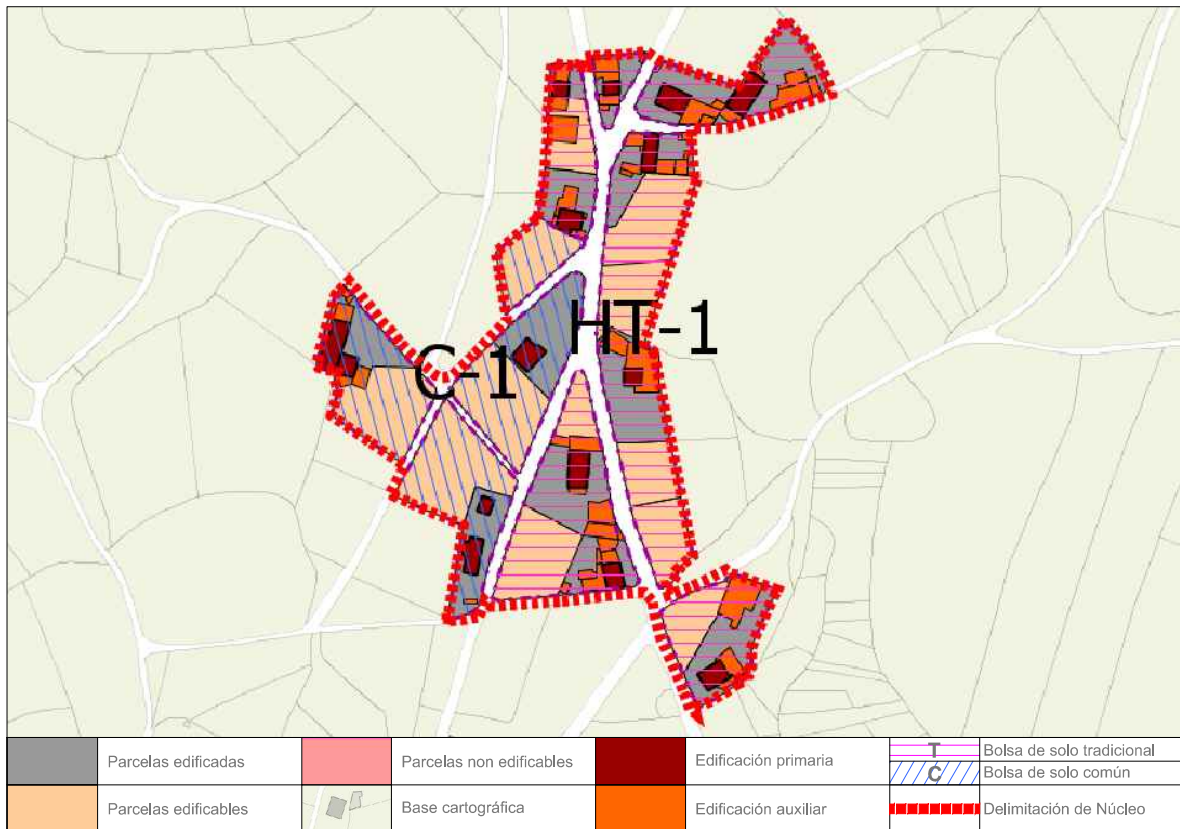 HT-1
C-1
Parcelas edificadas
Parcelas non edificables
Edificación primaria
T
Bolsa de solo tradicional
C
Bolsa de solo común
Parcelas edificables
Base cartográfica
Edificación auxiliar
Delimitación de Núcleo